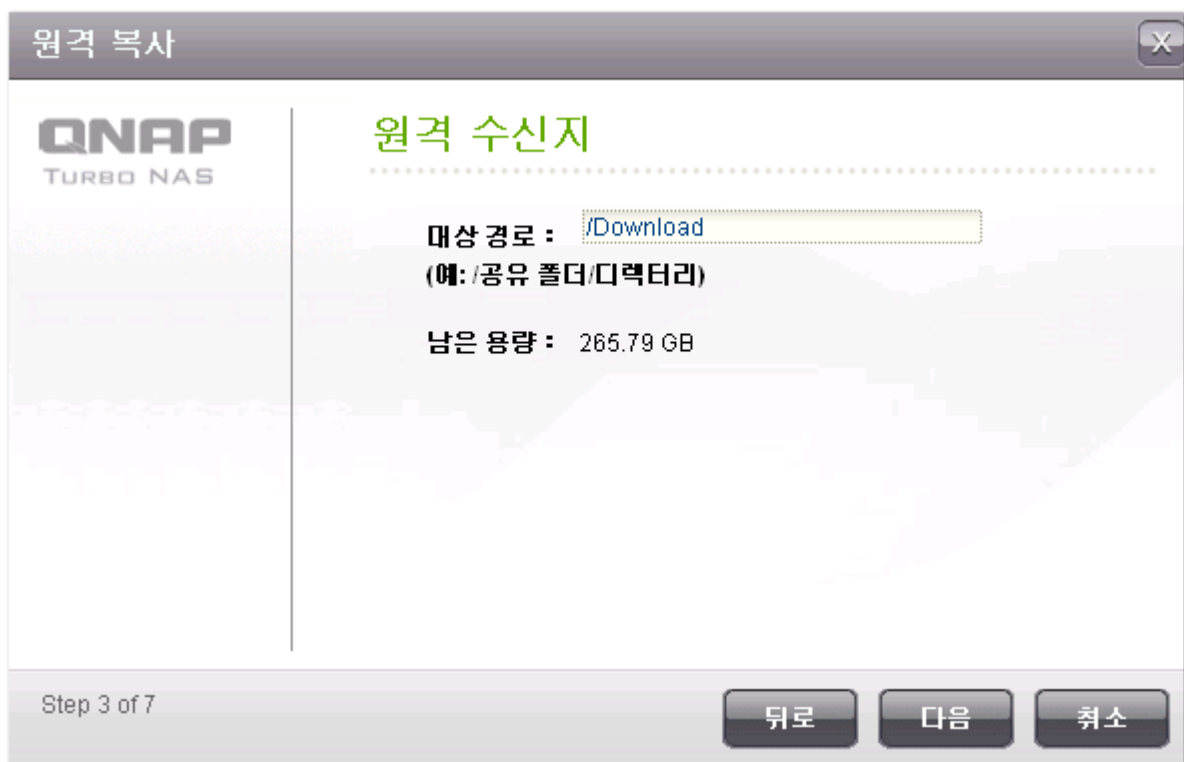 원격 복사
X
QNAP
TURBO NAS
원격 수신지
대상 경로 : /Download
(예: /공유 폴더/디렉터리)
남은 용량 : 265.79 GB
Step 3 of 7
뒤로 다음 취소